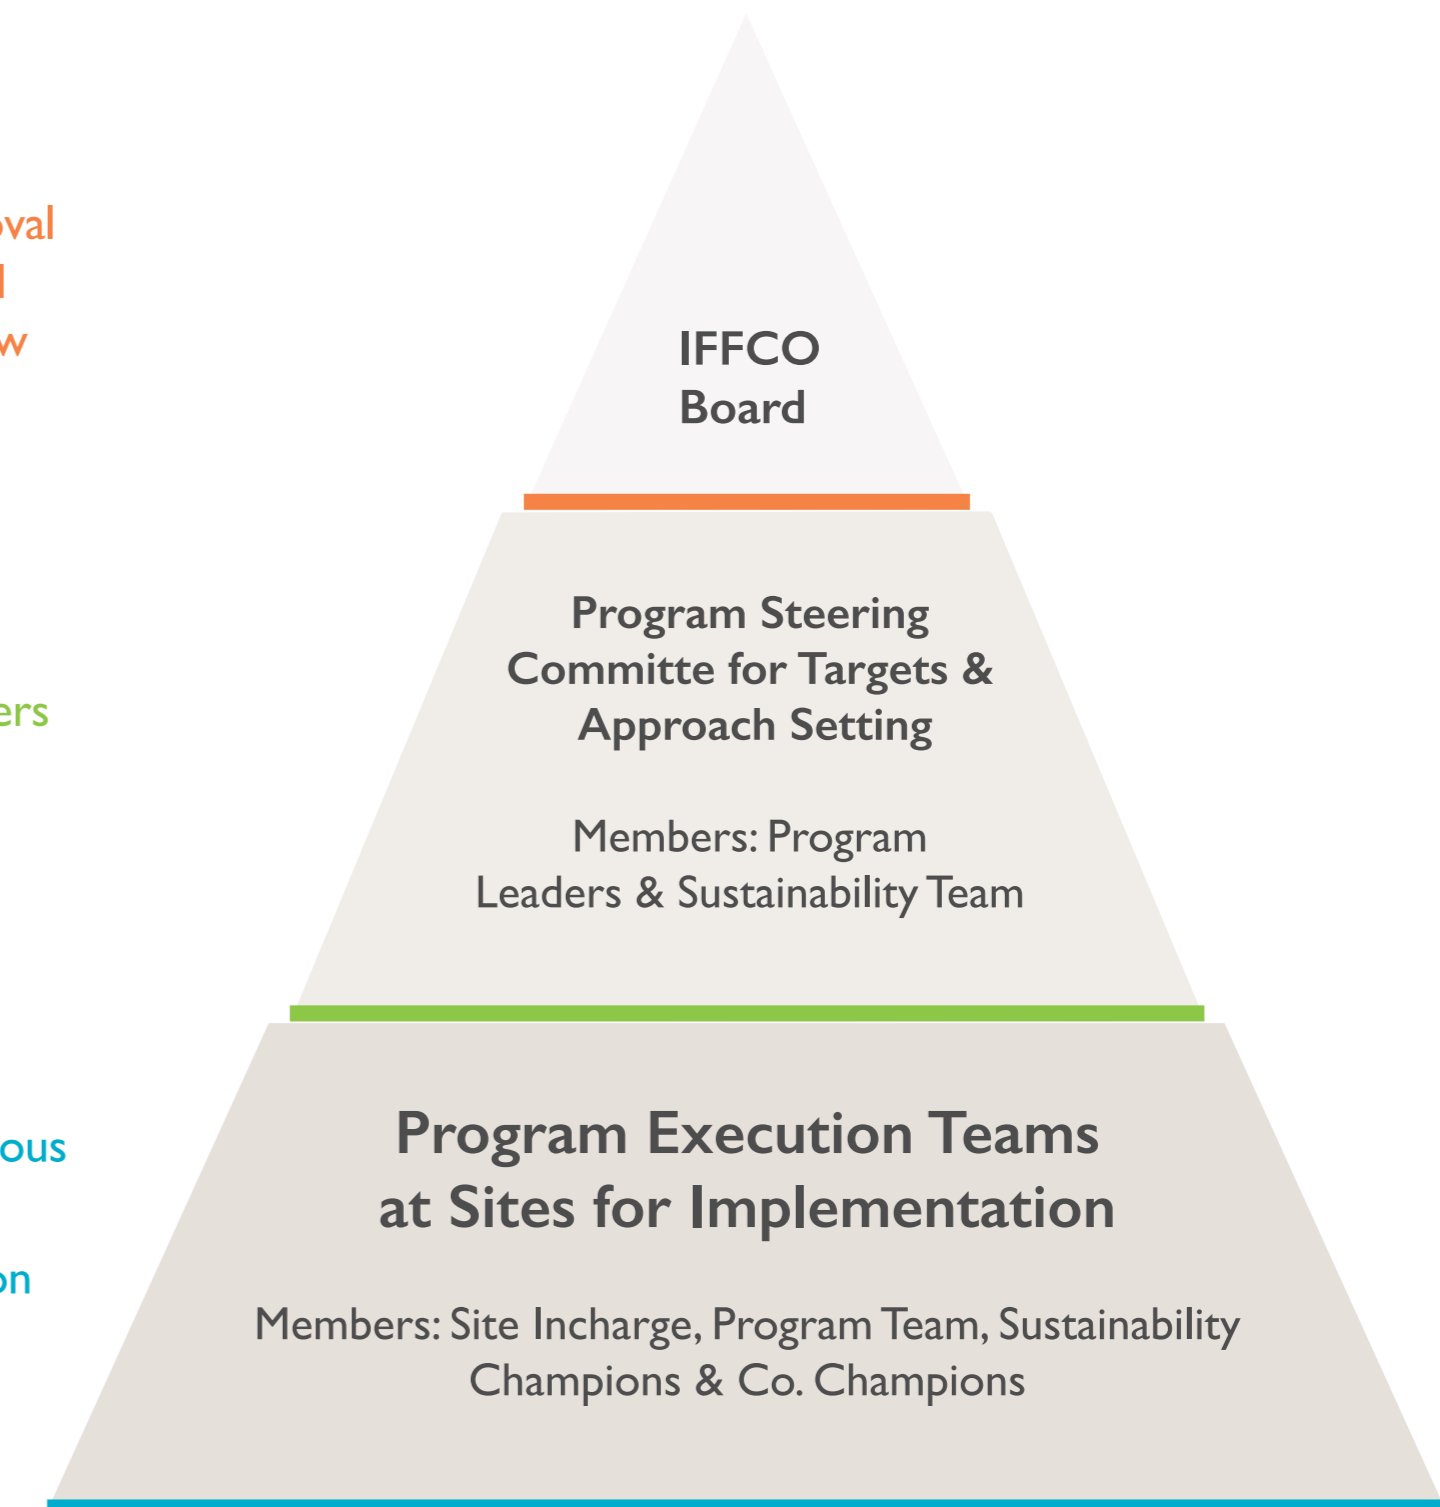 IFFCO
Board
Program Steering
Committe for Targets &
Approach Setting
Members: Program
Leaders & Sustainability Team
Program Execution Teams
at Sites for Implementation
Members: Site Incharge, Program Team, Sustainability
Champions & Co. Champions